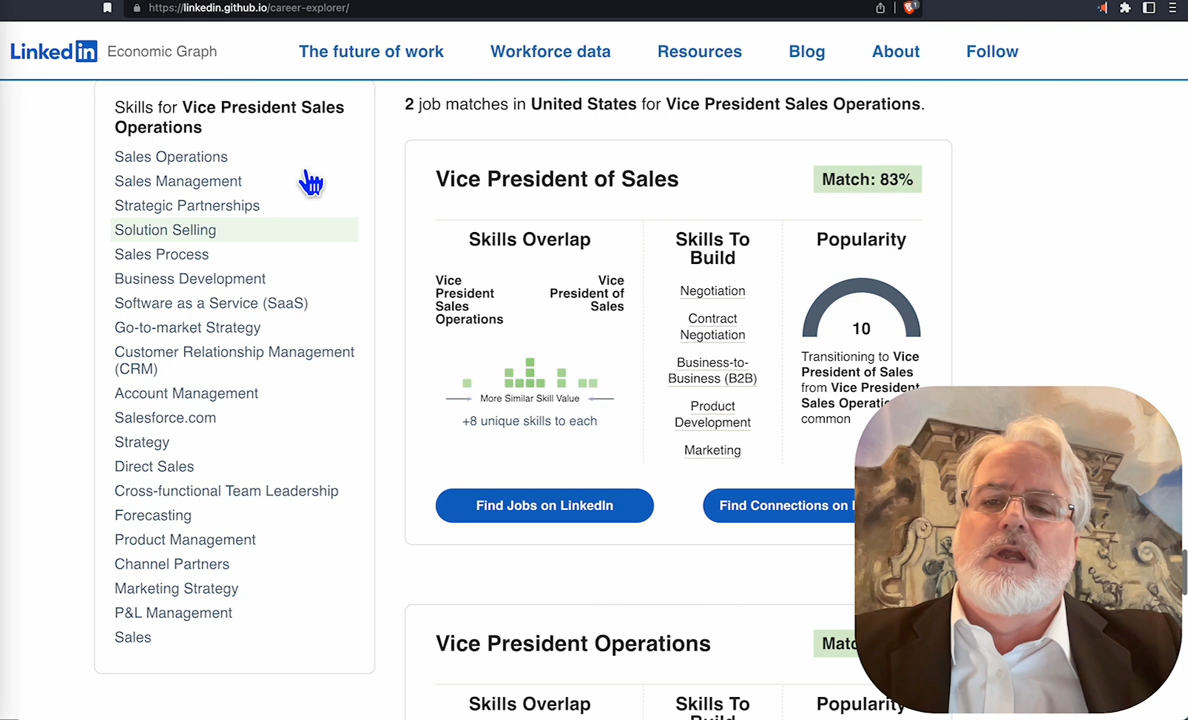 https://linkedin.github.io/career-explorer/
1
Linked in Economic Graph
The future of work
Workforce data
Resources
Blog
About
Follow
Skills for Vice President Sales
Operations
Sales Operations
Sales Management
Strategic Partnerships
Solution Selling
Sales Process
Business Development
Software as a Service (SaaS)
Go-to-market Strategy
Customer Relationship Management
(CRM)
Account Management
Salesforce.com
Strategy
Direct Sales
Cross-functional Team Leadership
Forecasting
Product Management
Channel Partners
Marketing Strategy
P&L Management
Sales
2 job matches in United States for Vice President Sales Operations.
Vice President of Sales
Match: 83%
Skills Overlap
Vice
President
Sales
Operations
Vice
President of
Sales
More Similar Skill Value
+8 unique skills to each
Skills To
Build
Negotiation
Contract
Negotiation
Business-to-
Business (B2B)
Product
Development
Marketing
Popularity
10
Transitioning to Vice
President of Sales
from Vice President
Sales Operatio
common
Find Jobs on LinkedIn
Find Connections on
Vice President Operations
Matc
Skills Overlap
Skills To
Popularity